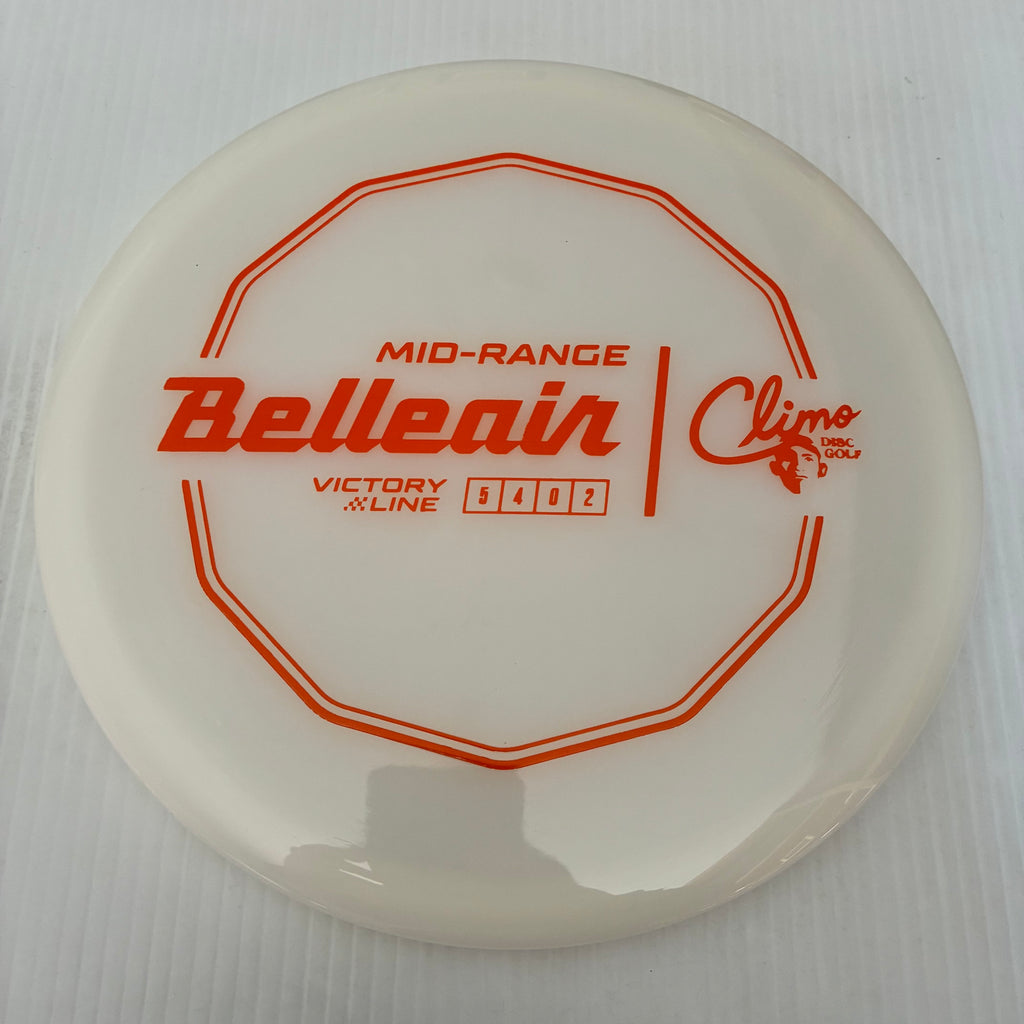 MID-RANGE
Belleair
VICTORY
LINE
5 4 0 2
Climo
DISC
GOLF